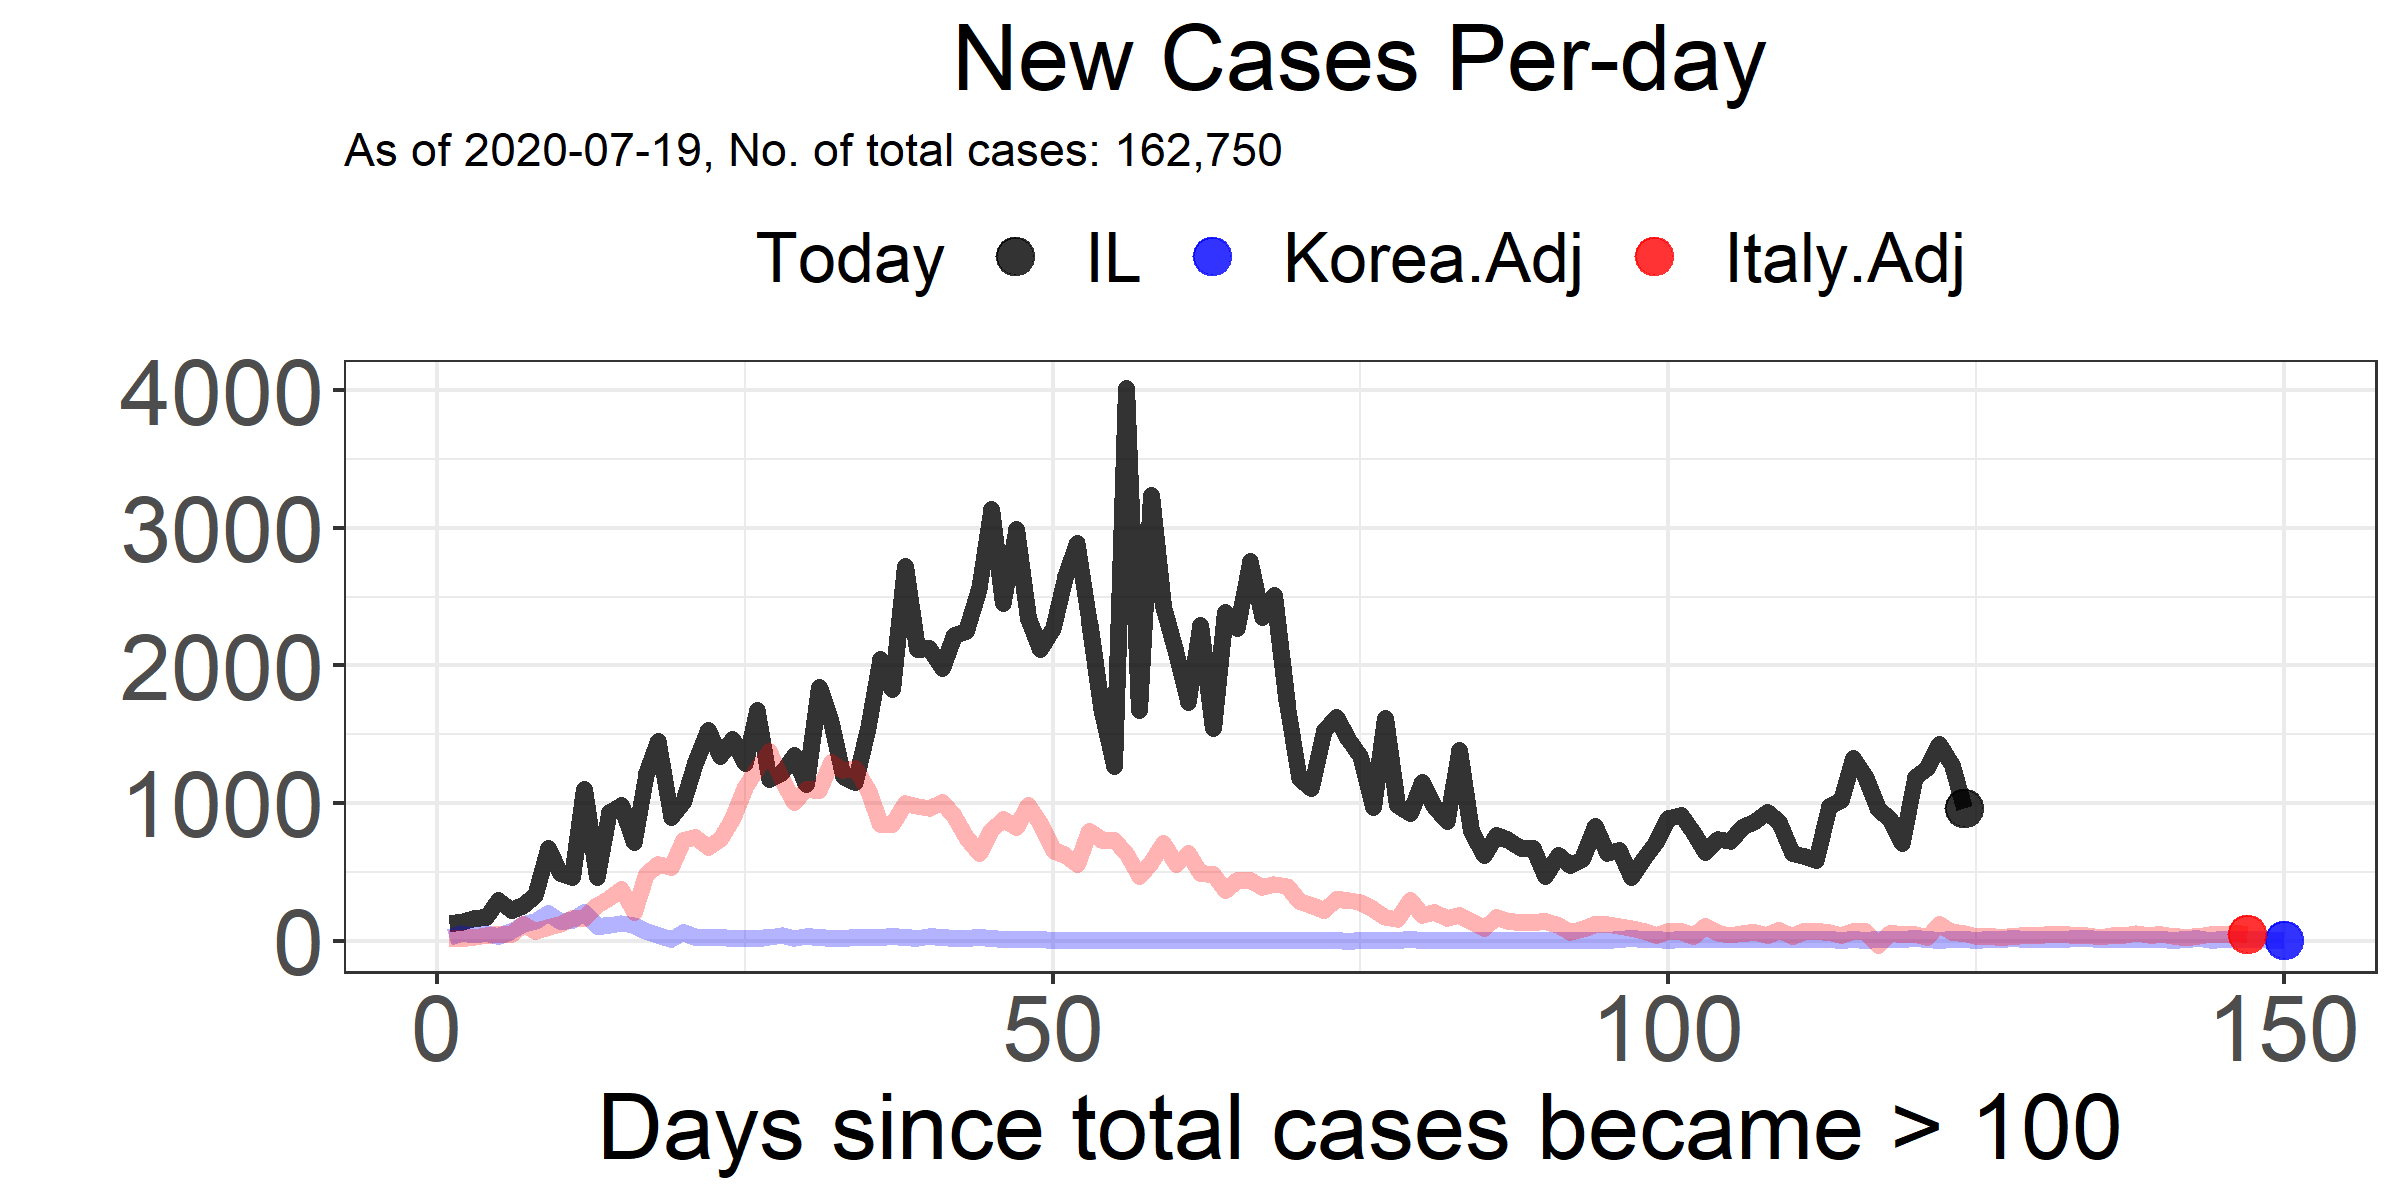 New Cases Per-day
As of 2020-07-19, No. of total cases: 162,750
Today IL Korea.Adj Italy.Adj
4000
3000
2000
1000
0
0 50 100 150
Days since total cases became > 100